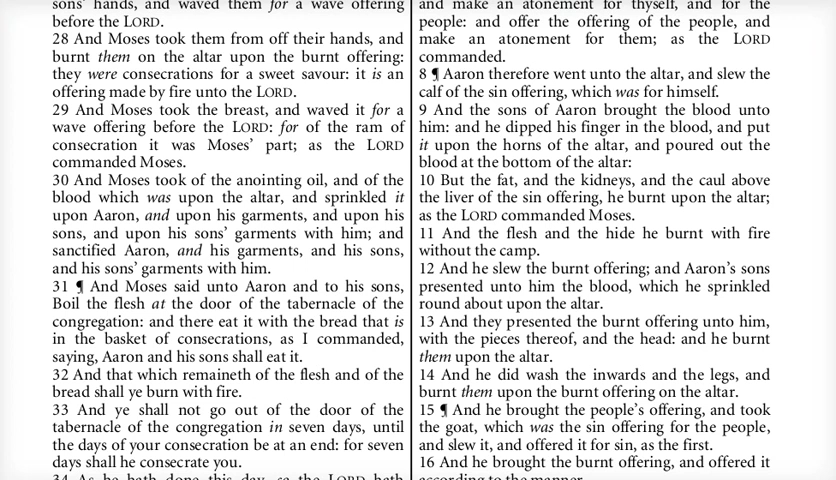 sons' hands, and waved them for a wave offering
before the LORD.
28 And Moses took them from off their hands, and
burnt them on the altar upon the burnt offering:
they were consecrations for a sweet savour: it is an
offering made by fire unto the LORD.
29 And Moses took the breast, and waved it for a
wave offering before the LORD: for of the ram of
consecration it was Moses' part; as the LORD
commanded Moses.
30 And Moses took of the anointing oil, and of the
blood which was upon the altar, and sprinkled it
upon Aaron, and upon his garments, and upon his
sons, and upon his sons' garments with him; and
sanctified Aaron, and his garments, and his sons,
and his sons' garments with him.
31 ¶ And Moses said unto Aaron and to his sons,
Boil the flesh at the door of the tabernacle of the
congregation: and there eat it with the bread that is
in the basket of consecrations, as I commanded,
saying, Aaron and his sons shall eat it.
32 And that which remaineth of the flesh and of the
bread shall ye burn with fire.
33 And ye shall not go out of the door of the
tabernacle of the congregation in seven days, until
the days of your consecration be at an end: for seven
days shall he consecrate you.
34 As he hath done this day, so the LORD hath
and make an atonement for thyself, and for the
people: and offer the offering of the people, and
make an atonement for them; as the LORD
commanded.
8 ¶ Aaron therefore went unto the altar, and slew the
calf of the sin offering, which was for himself.
9 And the sons of Aaron brought the blood unto
him: and he dipped his finger in the blood, and put
it upon the horns of the altar, and poured out the
blood at the bottom of the altar:
10 But the fat, and the kidneys, and the caul above
the liver of the sin offering, he burnt upon the altar;
as the LORD commanded Moses.
11 And the flesh and the hide he burnt with fire
without the camp.
12 And he slew the burnt offering; and Aaron's sons
presented unto him the blood, which he sprinkled
round about upon the altar.
13 And they presented the burnt offering unto him,
with the pieces thereof, and the head: and he burnt
them upon the altar.
14 And he did wash the inwards and the legs, and
burnt them upon the burnt offering on the altar.
15 ¶ And he brought the people's offering, and took
the goat, which was the sin offering for the people,
and slew it, and offered it for sin, as the first.
16 And he brought the burnt offering, and offered it
according to the manner.